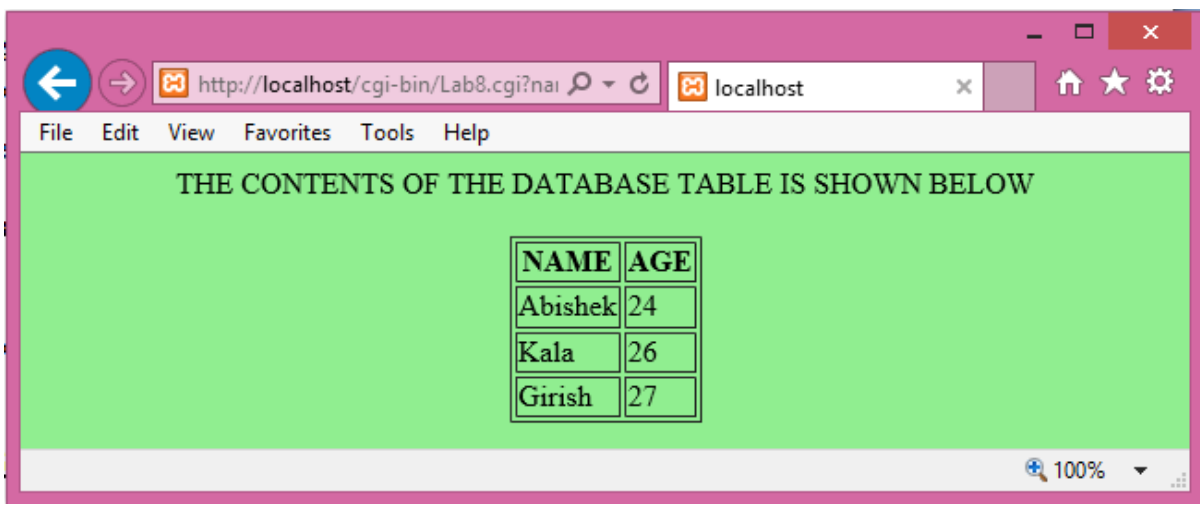 http://localhost/cgi-bin/Lab8.cgi?nai
localhost
File Edit View Favorites Tools Help
THE CONTENTS OF THE DATABASE TABLE IS SHOWN BELOW
NAME AGE
Abishek 24
Kala 26
Girish 27
100%